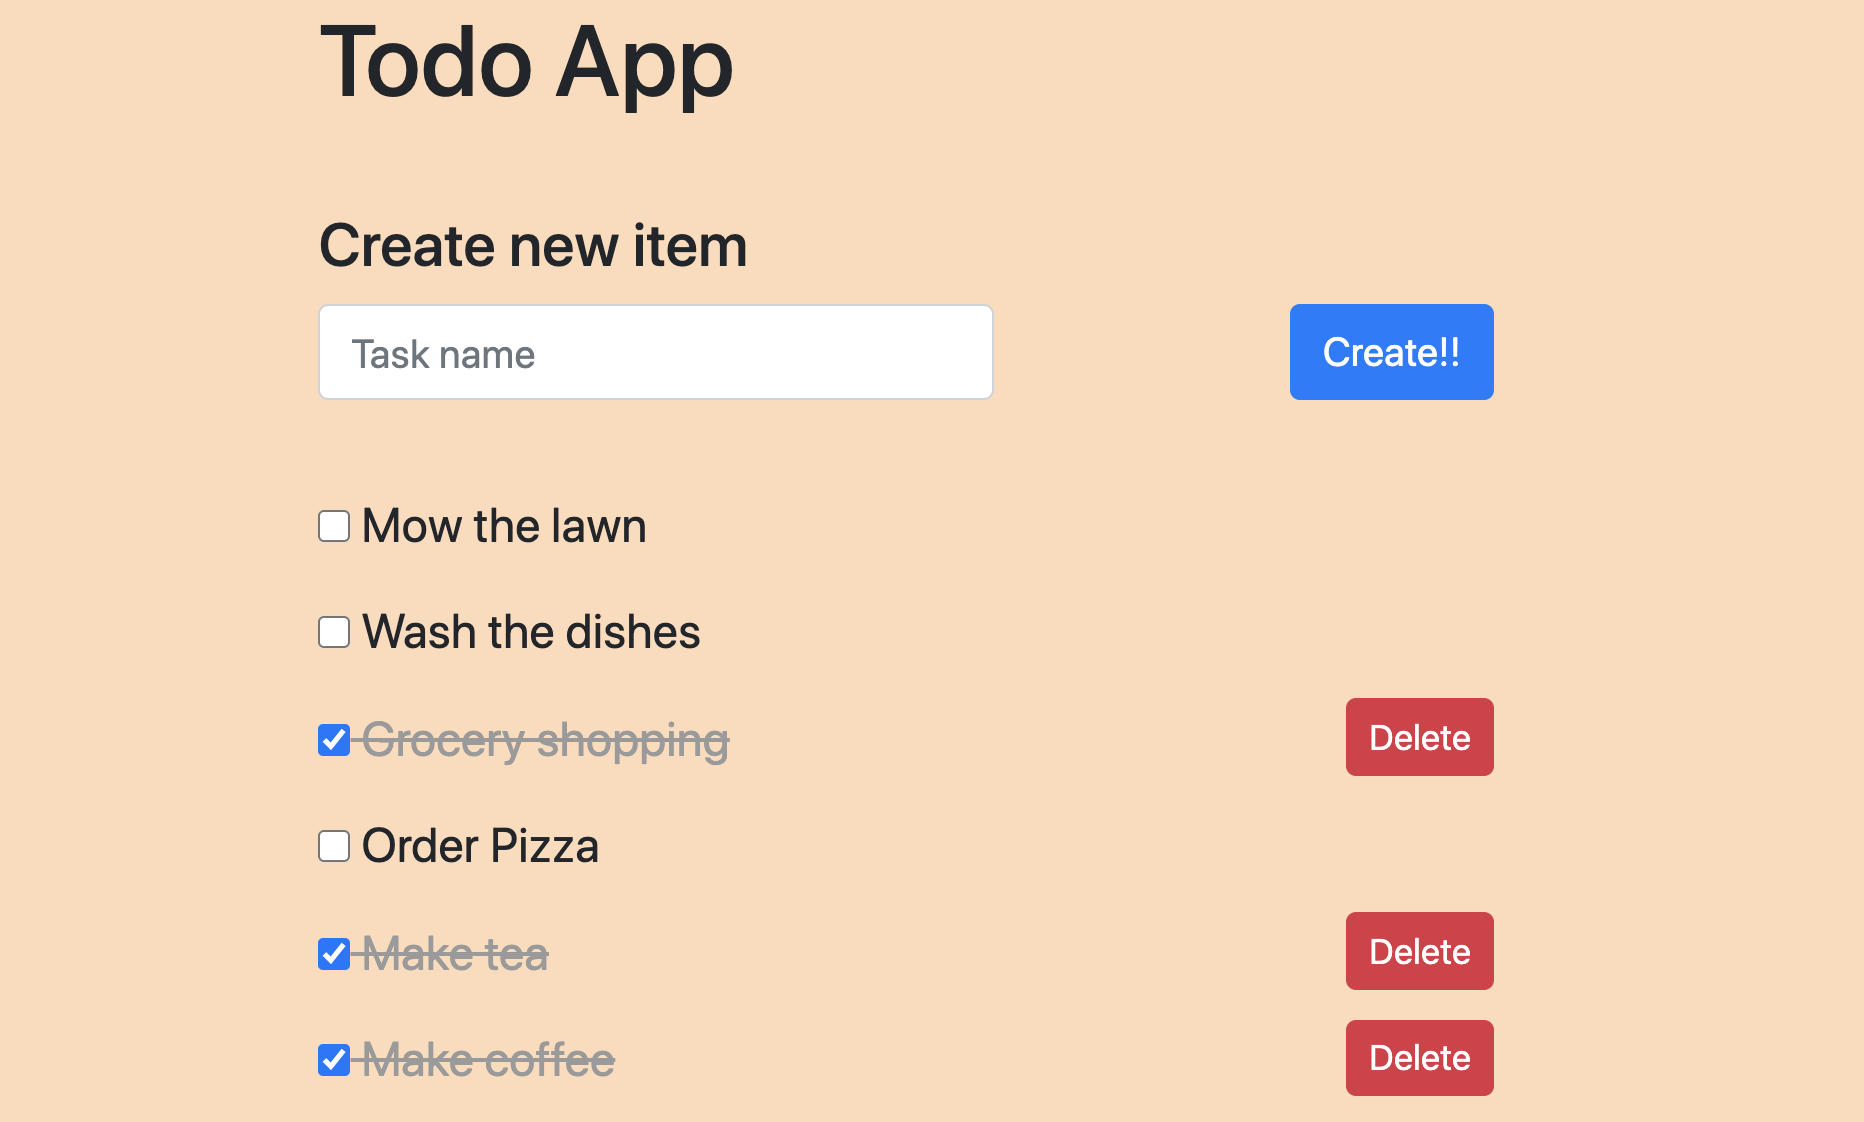 Todo App
Create new item
Task name
Create!!
Mow the lawn
Wash the dishes
Grocery shopping
Delete
Order Pizza
Make tea
Delete
Make coffee
Delete